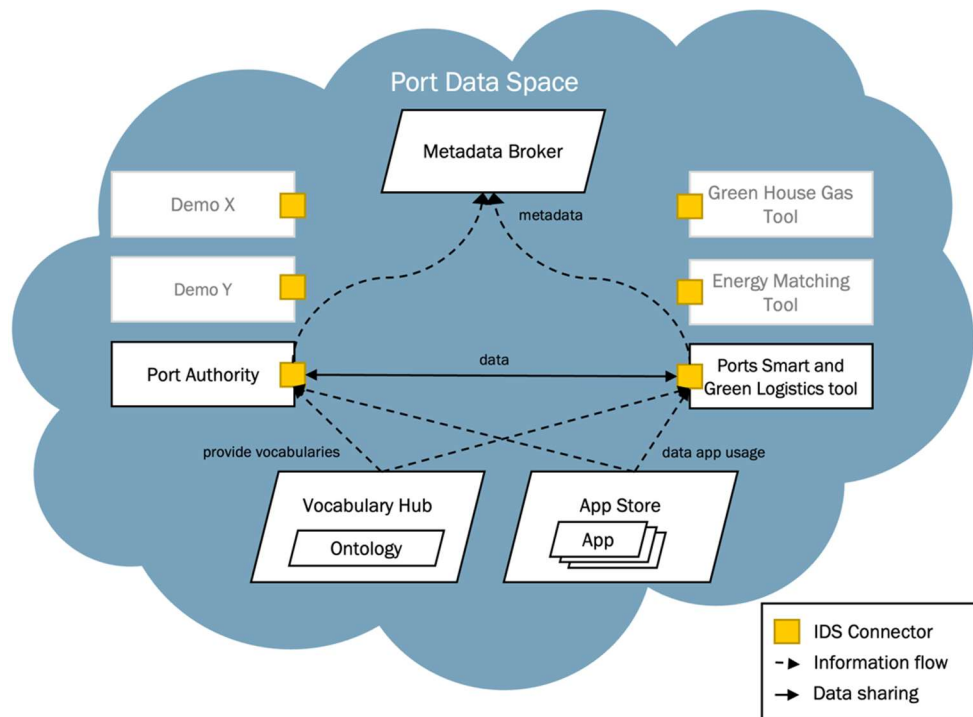 Port Data Space
Metadata Broker
Demo X
Green House Gas
Tool
metadata
Demo Y
Energy Matching
Tool
Port Authority
data
Ports Smart and
Green Logistics tool
provide vocabularies
data app usage
Vocabulary Hub
Ontology
App Store
App
IDS Connector
Information flow
Data sharing